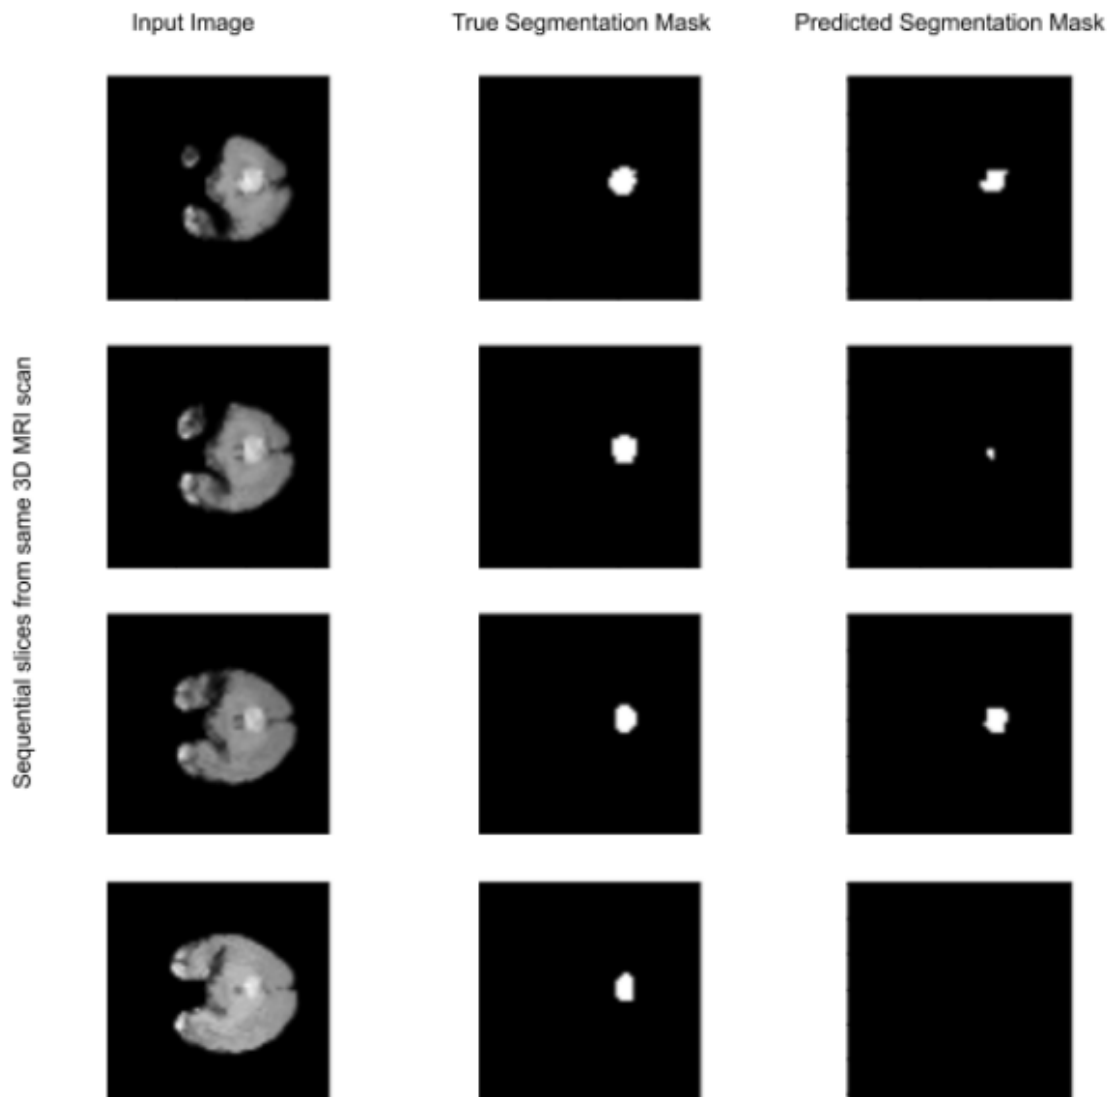 Input Image
True Segmentation Mask
Predicted Segmentation Mask
Sequential slices from same 3D MRI scan